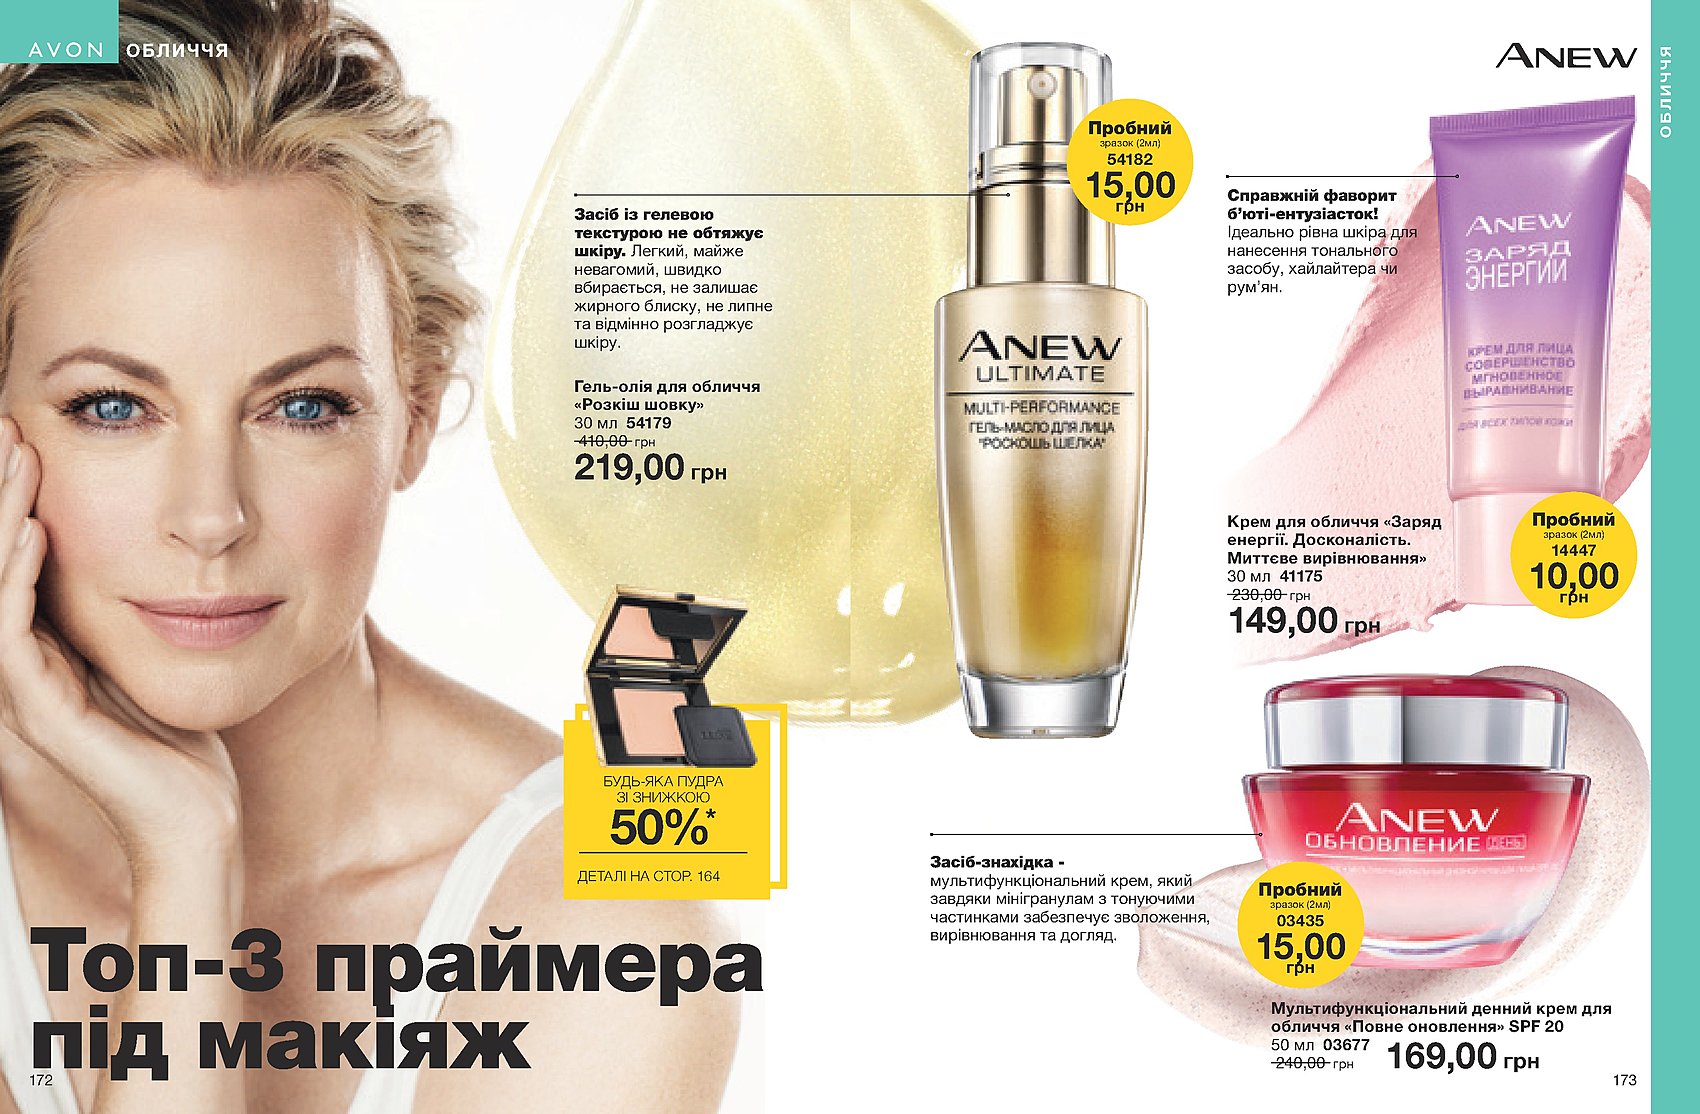 AVON
ОБЛИЧЧЯ
Засіб із гелевою
текстурою не обтяжує
шкіру. Легкий, майже
невагомий, швидко
вбирається, не залишає
жирного блиску, не липне
та відмінно розгладжує
шкіру.
Гель-олія для обличчя
«Розкіш шовку»
30 мл 54179
410,00 грн
219,00 грн
БУДЬ-ЯКА ПУДРА
ЗІ ЗНИЖКОЮ
50%*
ДЕТАЛІ НА СТОР. 164
Топ-3 праймера
під макіяж
172
Пробний
зразок (2мл)
54182
15,00
грн
ANEW
ULTIMATE
MULTI-PERFORMANCE
ГЕЛЬ-МАСЛО ДЛЯ ЛИЦА
"РОСКОШЬ ШЕЛКА"
ANEW
ОБЛИЧЧЯ
Справжній фаворит
б'юті-ентузіасток!
Ідеально рівна шкіра для
нанесення тонального
засобу, хайлайтера чи
рум'ян.
ANEW
ЗАРЯД
ЭНЕРГИИ
КРЕМ ДЛЯ ЛИЦА
СОВЕРШЕНСТВО
МГНОВЕННОЕ
ВЫРАВНИВАНИЕ
ДЛЯ ВСЕХ ТИПОВ КОЖИ
Крем для обличчя «Заряд
енергії. Досконалість.
Миттєве вирівнювання»
30 мл 41175
230,00 грн
149,00 грн
Пробний
зразок (2мл)
14447
10,00
грн
Засіб-знахідка -
мультифункціональний крем, який
завдяки мінігранулам з тонуючими
частинками забезпечує зволоження,
вирівнювання та догляд.
ANEW
ОБНОВЛЕНИЕ ДЕНЬ
Пробний
зразок (2мл)
03435
15,00
грн
Мультифункціональний денний крем для
обличчя «Повне оновлення» SPF 20
50 мл 03677
240,00 грн
169,00 грн
173